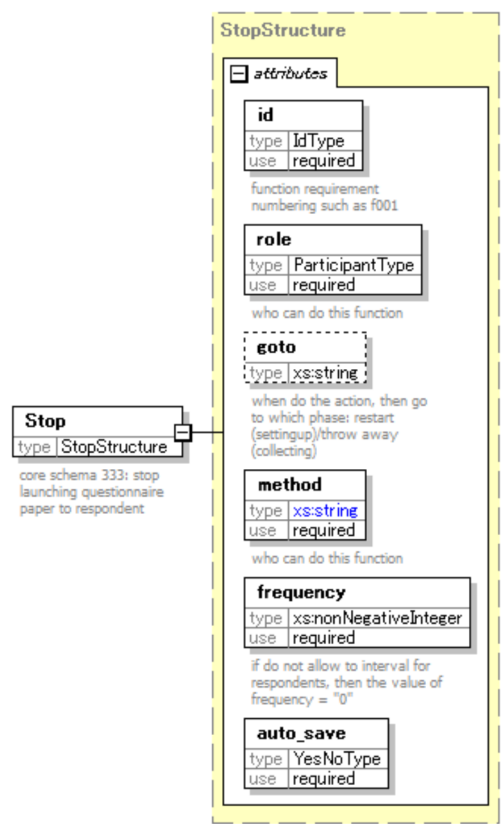 StopStructure
attributes
id
type IdType
use required
function requirement
numbering such as f001
role
type ParticipantType
use required
who can do this function
goto
type xs:string
when do the action, then go
to which phase: restart
(settingup)/throw away
(collecting)
Stop
type StopStructure
core schema 333: stop
launching questionnaire
paper to respondent
method
type xs:string
use required
who can do this function
frequency
type xs:nonNegativeInteger
use required
if do not allow to interval for
respondents, then the value of
frequency = "0"
auto_save
type YesNoType
use required